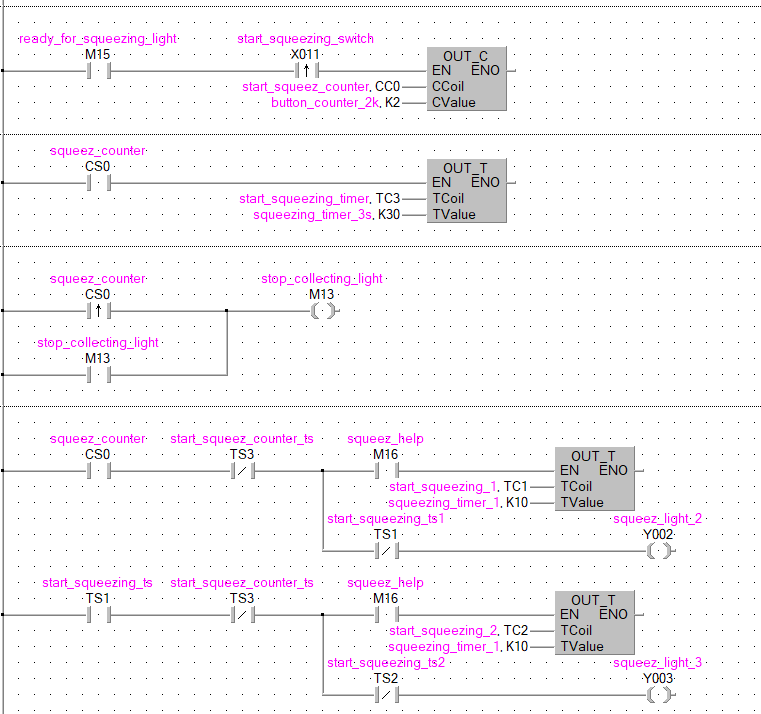 ready_for_squeezing_light start_squeezing_switch
M15 X011 OUT_C
EN ENO
start_squeez_counter, CC0 CCoil
button_counter_2k, K2 CValue
squeez_counter
CS0 OUT_T
EN ENO
start_squeezing_timer, TC3 TCoil
squeezing_timer_3s, K30 TValue
squeez_counter stop_collecting_light
CS0 M13
stop_collecting_light
M13
squeez_counter start_squeez_counter_ts squeez_help
CS0 TS3 M16 OUT_T
EN ENO
start_squeezing_1, TC1 TCoil
squeezing_timer_1, K10 TValue
start_squeezing_ts1 squeez_light_2
TS1 Y002
start_squeezing_ts start_squeez_counter_ts squeez_help
TS1 TS3 M16 OUT_T
EN ENO
start_squeezing_2, TC2 TCoil
squeezing_timer_1, K10 TValue
start_squeezing_ts2 squeez_light_3
TS2 Y003